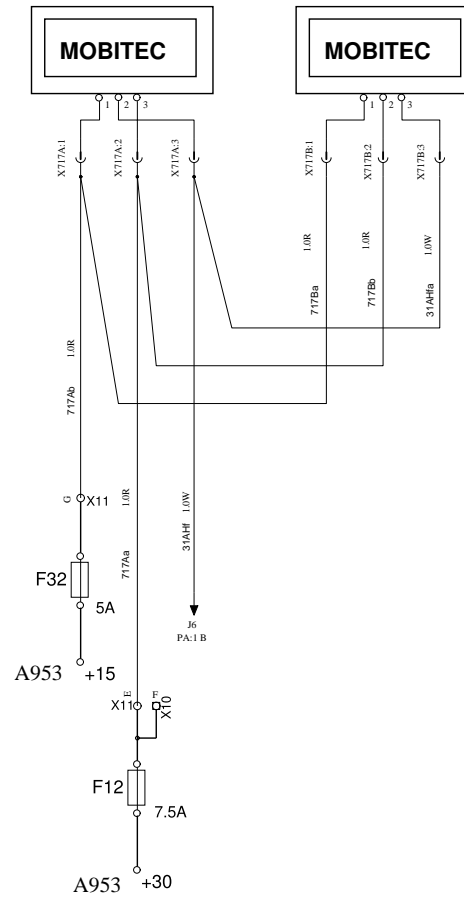 MOBITEC
MOBITEC
1 2 3
1 2 3
X717A:1
X717A:2
X717A:3
X717B:1
X717B:2
X717B:3
1.0R
1.0R
1.0W
717Ba
717Bb
31AHfa
1.0R
717Ab
G X11
1.0R
717Aa
31AHf 1.0W
F32
5A
J6
PA:1 B
A953 +15
E F
X11 X10
F12
7.5A
A953 +30